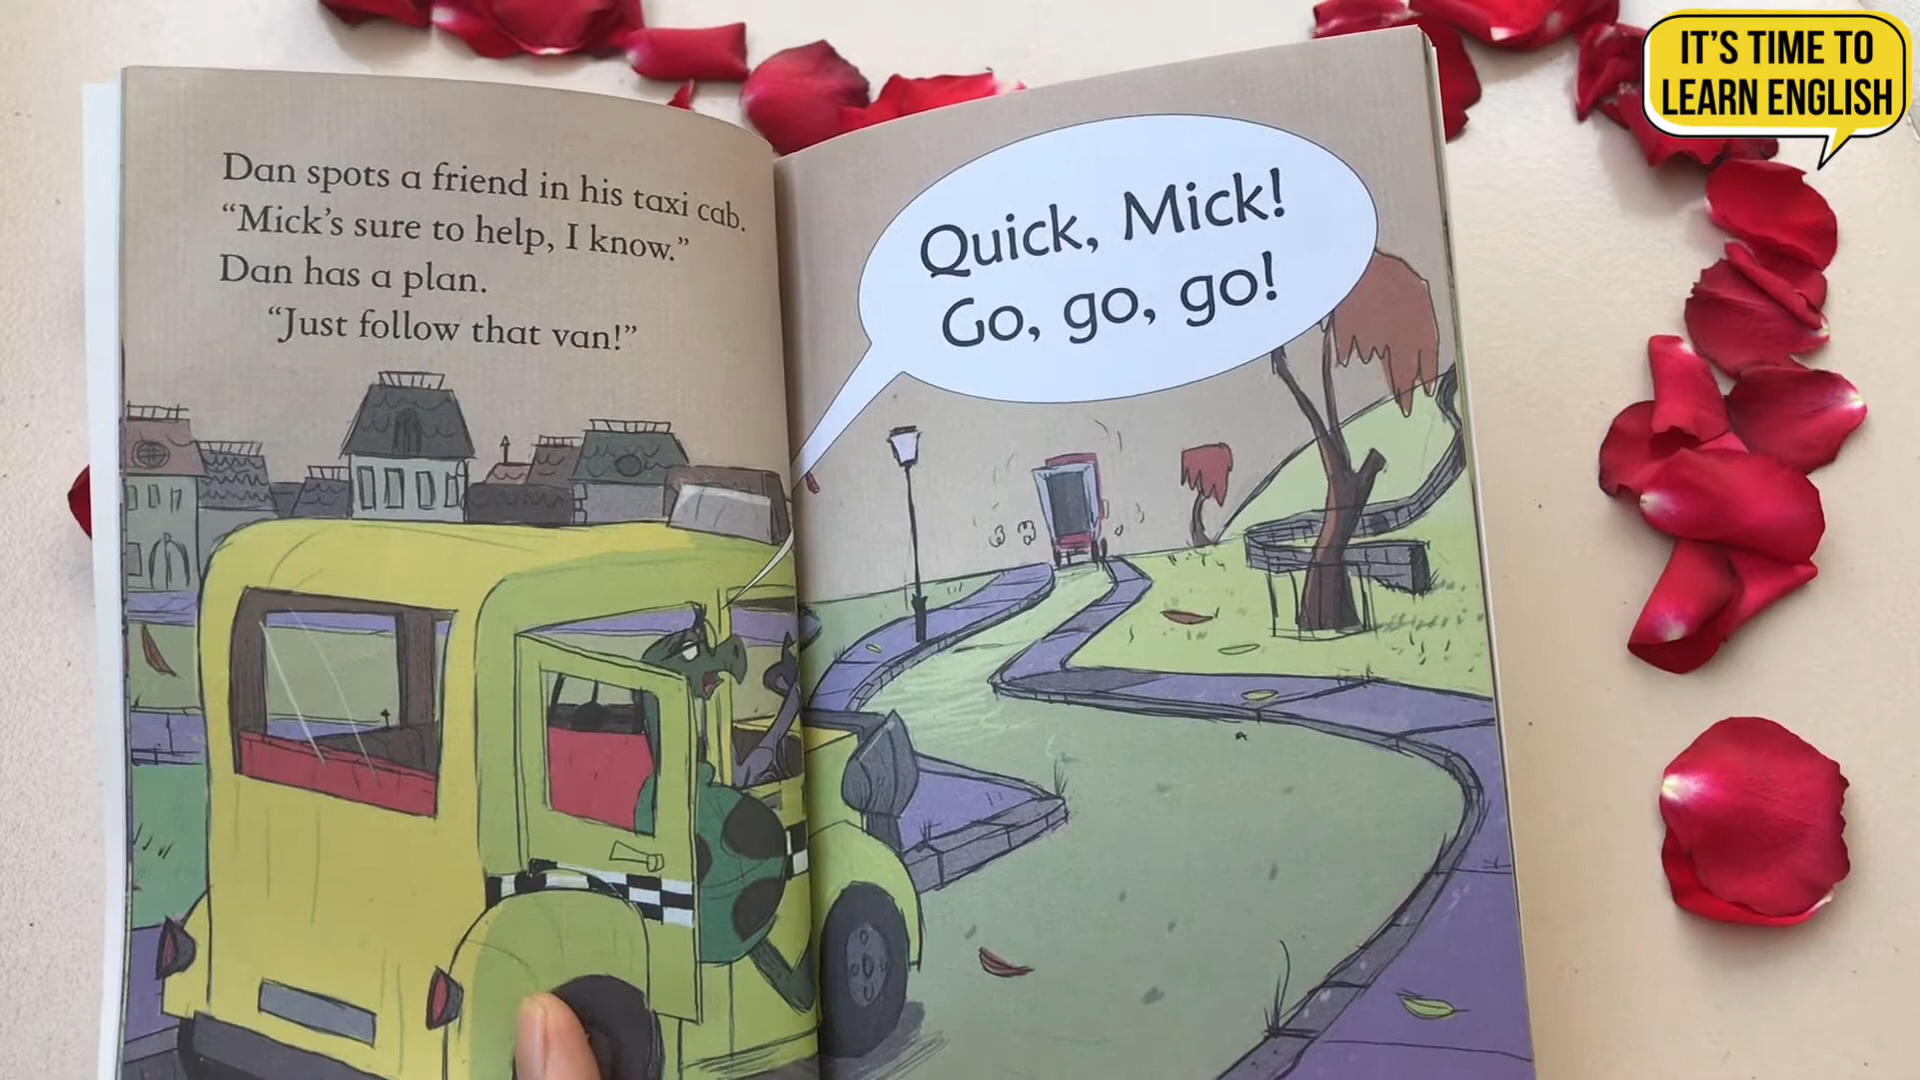 Dan spots a friend in his taxi cab.
“Mick’s sure to help, I know.”
Dan has a plan.
“Just follow that van!”
Quick, Mick!
Go, go, go!
IT’S TIME TO
LEARN ENGLISH